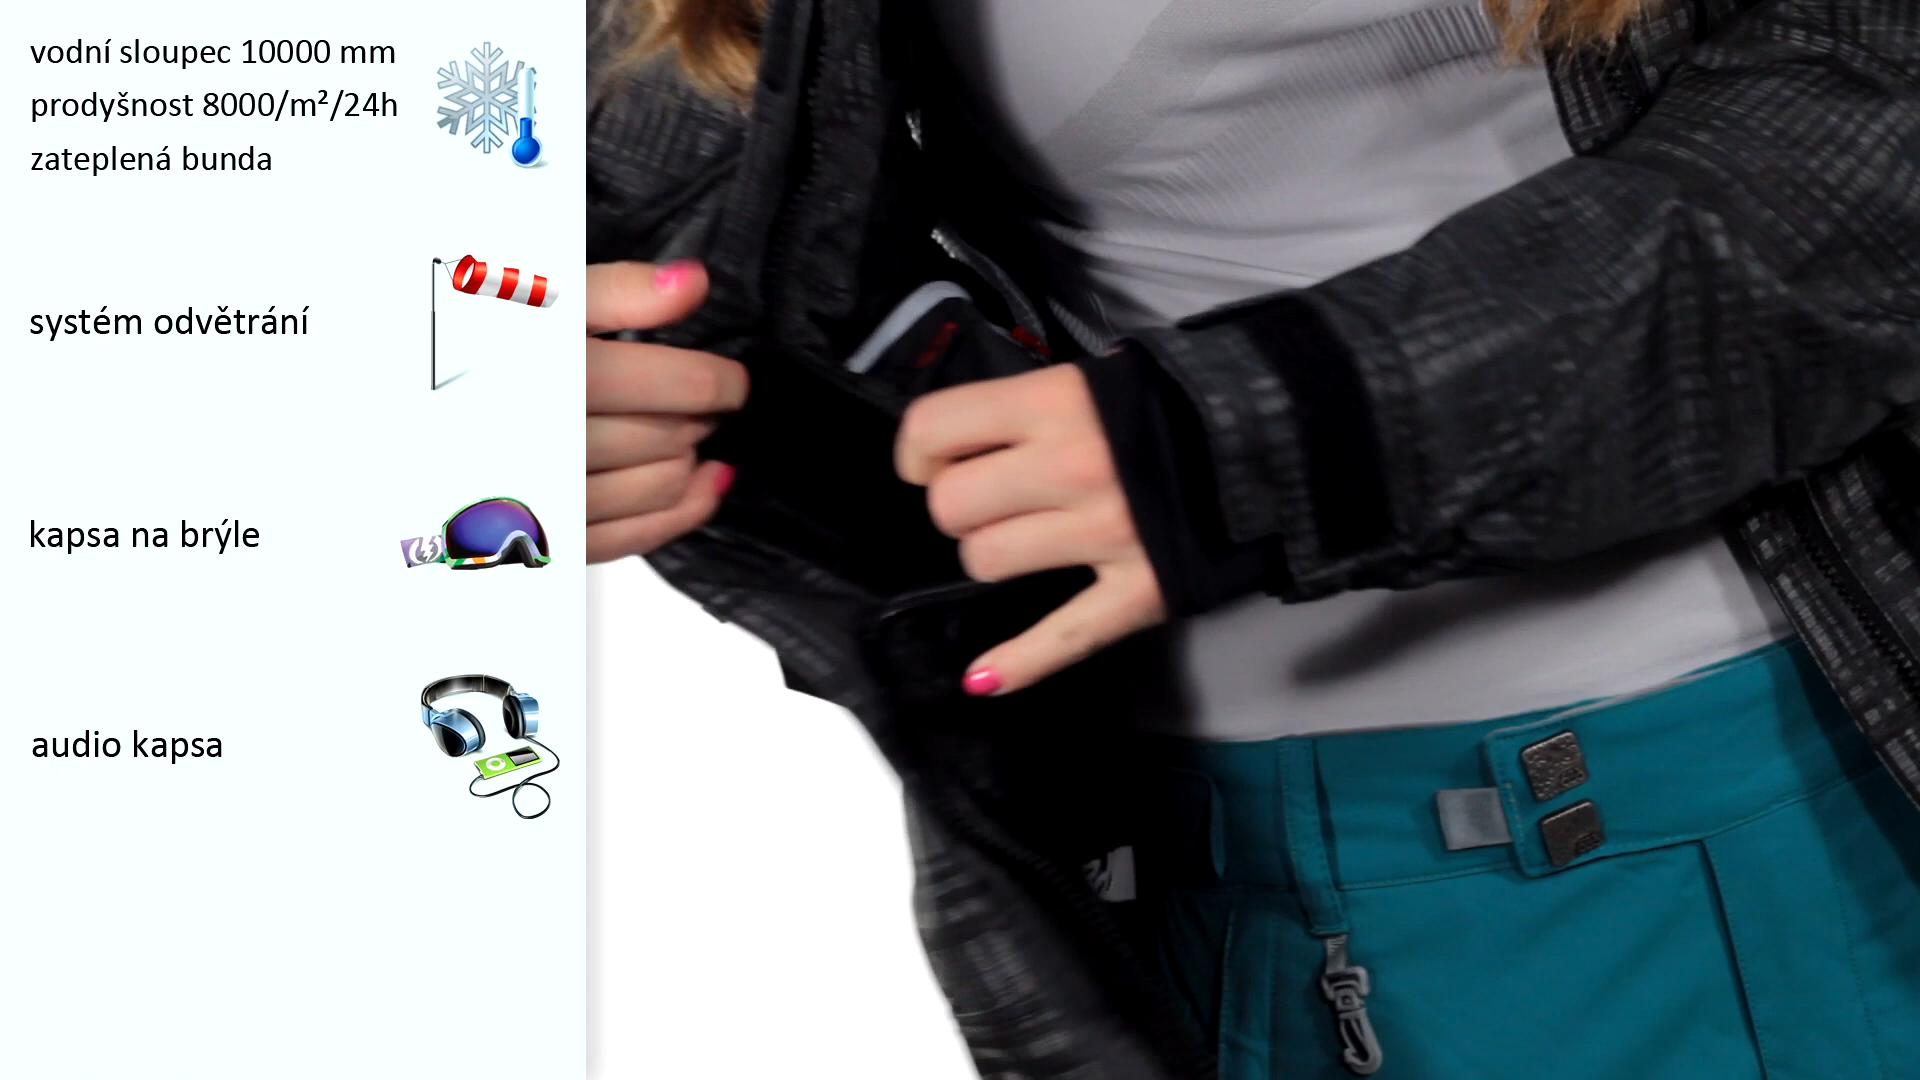 vodní sloupec 10000 mm
prodyšnost 8000/m²/24h
zateplená bunda
systém odvětrání
kapsa na brýle
audio kapsa